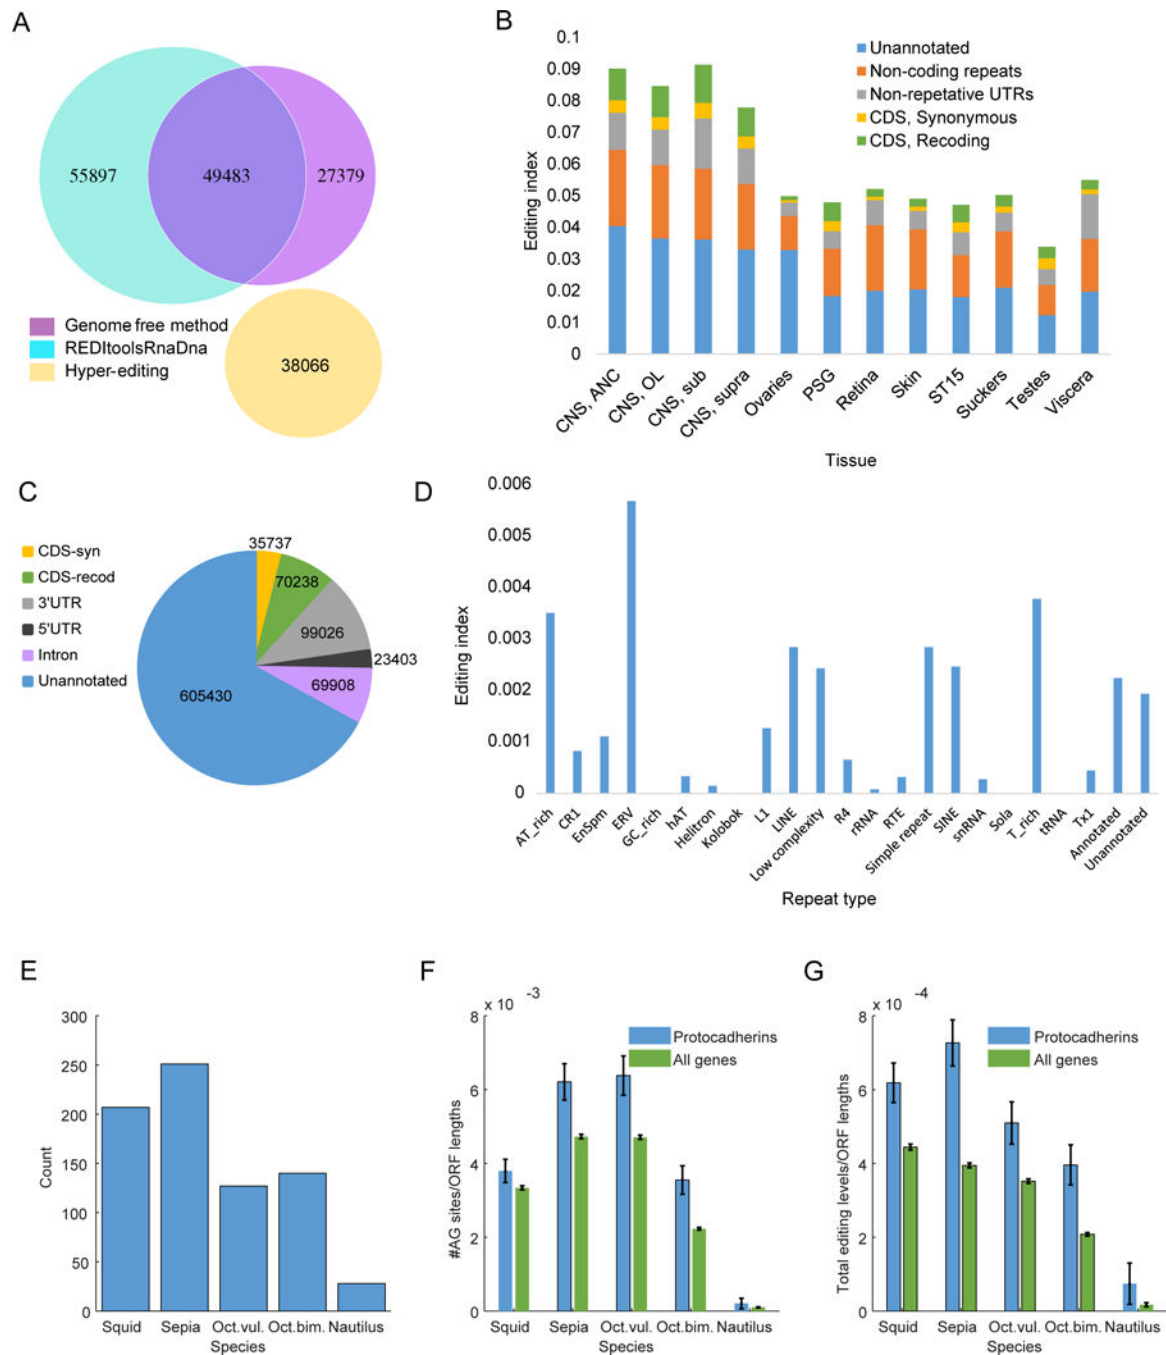 A
55897
49483
27379
Genome free method
REDItoolsRnaDna
Hyper-editing
38066
B
0.1
0.09
0.08
0.07
0.06
0.05
0.04
0.03
0.02
0.01
0
Editing index
Unannotated
Non-coding repeats
Non-repetative UTRs
CDS, Synonymous
CDS, Recoding
CNS, ANC
CNS, OL
CNS, sub
CNS, supra
Ovaries
PSG
Retina
Skin
ST15
Suckers
Testes
Viscera
Tissue
C
CDS-syn
CDS-recod
3'UTR
5'UTR
Intron
Unannotated
35737
70238
99026
23403
69908
605430
D
0.006
0.005
0.004
0.003
0.002
0.001
0
Editing index
AT_rich
CR1
EnSpm
ERV
GC_rich
hAT
Helitron
Kolobok
L1
LINE
Low complexity
R4
rRNA
RTE
Simple repeat
SINE
snRNA
Sola
T_rich
tRNA
Tx1
Annotated
Unannotated
Repeat type
E
300
250
200
150
100
50
0
Count
Squid Sepia Oct.vul. Oct.bim. Nautilus
Species
F
x 10 -3
8
6
4
2
0
#AG sites/ORF lengths
Protocadherins
All genes
Squid Sepia Oct.vul. Oct.bim. Nautilus
Species
G
x 10 -4
8
6
4
2
0
Total editing levels/ORF lengths
Protocadherins
All genes
Squid Sepia Oct.vul. Oct.bim. Nautilus
Species